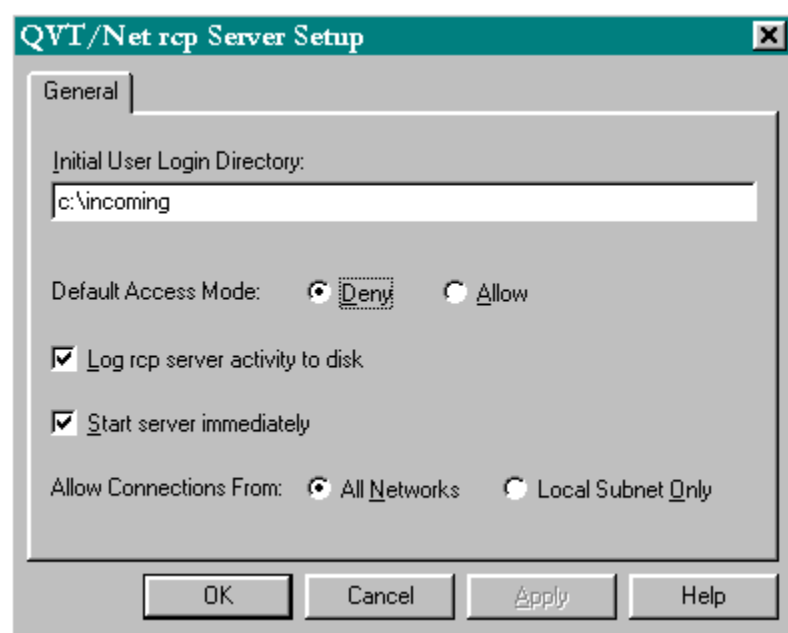 QVT/Net rcp Server Setup
General
Initial User Login Directory:
c:\incoming
Default Access Mode: Deny Allow
Log rcp server activity to disk
Start server immediately
Allow Connections From: All Networks Local Subnet Only
OK Cancel Apply Help